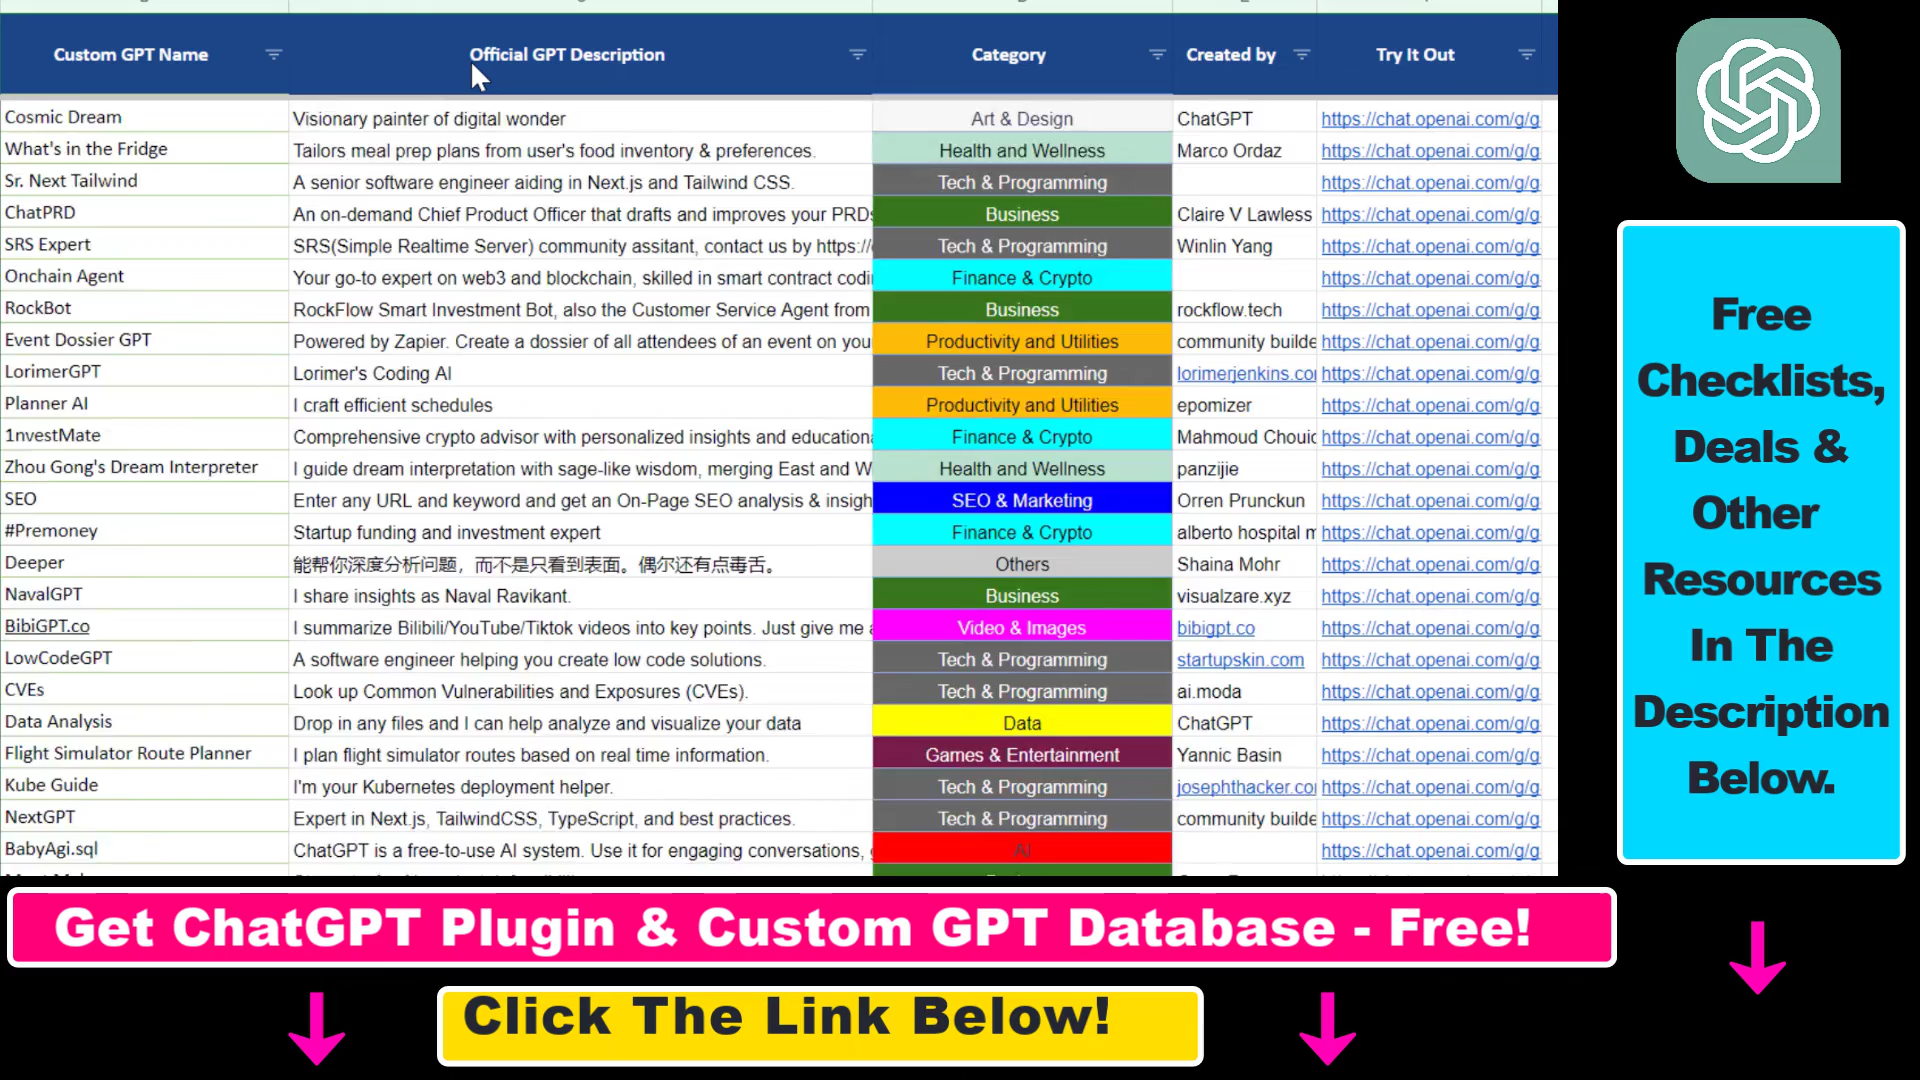 Custom GPT Name Official GPT Description Category Created by Try It Out
Cosmic Dream Visionary painter of digital wonder Art & Design ChatGPT https://chat.openai.com/g/g
What's in the Fridge Tailors meal prep plans from user's food inventory & preferences. Health and Wellness Marco Ordaz https://chat.openai.com/g/g
Sr. Next Tailwind A senior software engineer aiding in Next.js and Tailwind CSS. Tech & Programming https://chat.openai.com/g/g
ChatPRD An on-demand Chief Product Officer that drafts and improves your PRDs Business Claire V Lawless https://chat.openai.com/g/g
SRS Expert SRS(Simple Realtime Server) community assitant, contact us by https:// Tech & Programming Winlin Yang https://chat.openai.com/g/g
Onchain Agent Your go-to expert on web3 and blockchain, skilled in smart contract codi Finance & Crypto https://chat.openai.com/g/g
RockBot RockFlow Smart Investment Bot, also the Customer Service Agent from Business rockflow.tech https://chat.openai.com/g/g
Event Dossier GPT Powered by Zapier. Create a dossier of all attendees of an event on you Productivity and Utilities community builde https://chat.openai.com/g/g
LorimerGPT Lorimer's Coding AI Tech & Programming lorimerjenkins.co https://chat.openai.com/g/g
Planner AI I craft efficient schedules Productivity and Utilities epomizer https://chat.openai.com/g/g
1nvestMate Comprehensive crypto advisor with personalized insights and educationa Finance & Crypto Mahmoud Chouic https://chat.openai.com/g/g
Zhou Gong's Dream Interpreter I guide dream interpretation with sage-like wisdom, merging East and W Health and Wellness panzijie https://chat.openai.com/g/g
SEO Enter any URL and keyword and get an On-Page SEO analysis & insigh SEO & Marketing Orren Prunckun https://chat.openai.com/g/g
#Premoney Startup funding and investment expert Finance & Crypto alberto hospital m https://chat.openai.com/g/g
Deeper 能帮你深度分析问题，而不是只看到表面。偶尔还有点毒舌。 Others Shaina Mohr https://chat.openai.com/g/g
NavalGPT I share insights as Naval Ravikant. Business visualzare.xyz https://chat.openai.com/g/g
BibiGPT.co I summarize Bilibili/YouTube/Tiktok videos into key points. Just give me a Video & Images bibigpt.co https://chat.openai.com/g/g
LowCodeGPT A software engineer helping you create low code solutions. Tech & Programming startupskin.com https://chat.openai.com/g/g
CVEs Look up Common Vulnerabilities and Exposures (CVEs). Tech & Programming ai.moda https://chat.openai.com/g/g
Data Analysis Drop in any files and I can help analyze and visualize your data Data ChatGPT https://chat.openai.com/g/g
Flight Simulator Route Planner I plan flight simulator routes based on real time information. Games & Entertainment Yannic Basin https://chat.openai.com/g/g
Kube Guide I'm your Kubernetes deployment helper. Tech & Programming josephthacker.co https://chat.openai.com/g/g
NextGPT Expert in Next.js, TailwindCSS, TypeScript, and best practices. Tech & Programming community builde https://chat.openai.com/g/g
BabyAgi.sql ChatGPT is a free-to-use AI system. Use it for engaging conversations, AI https://chat.openai.com/g/g
Free
Checklists,
Deals &
Other
Resources
In The
Description
Below.
Get ChatGPT Plugin & Custom GPT Database - Free!
Click The Link Below!